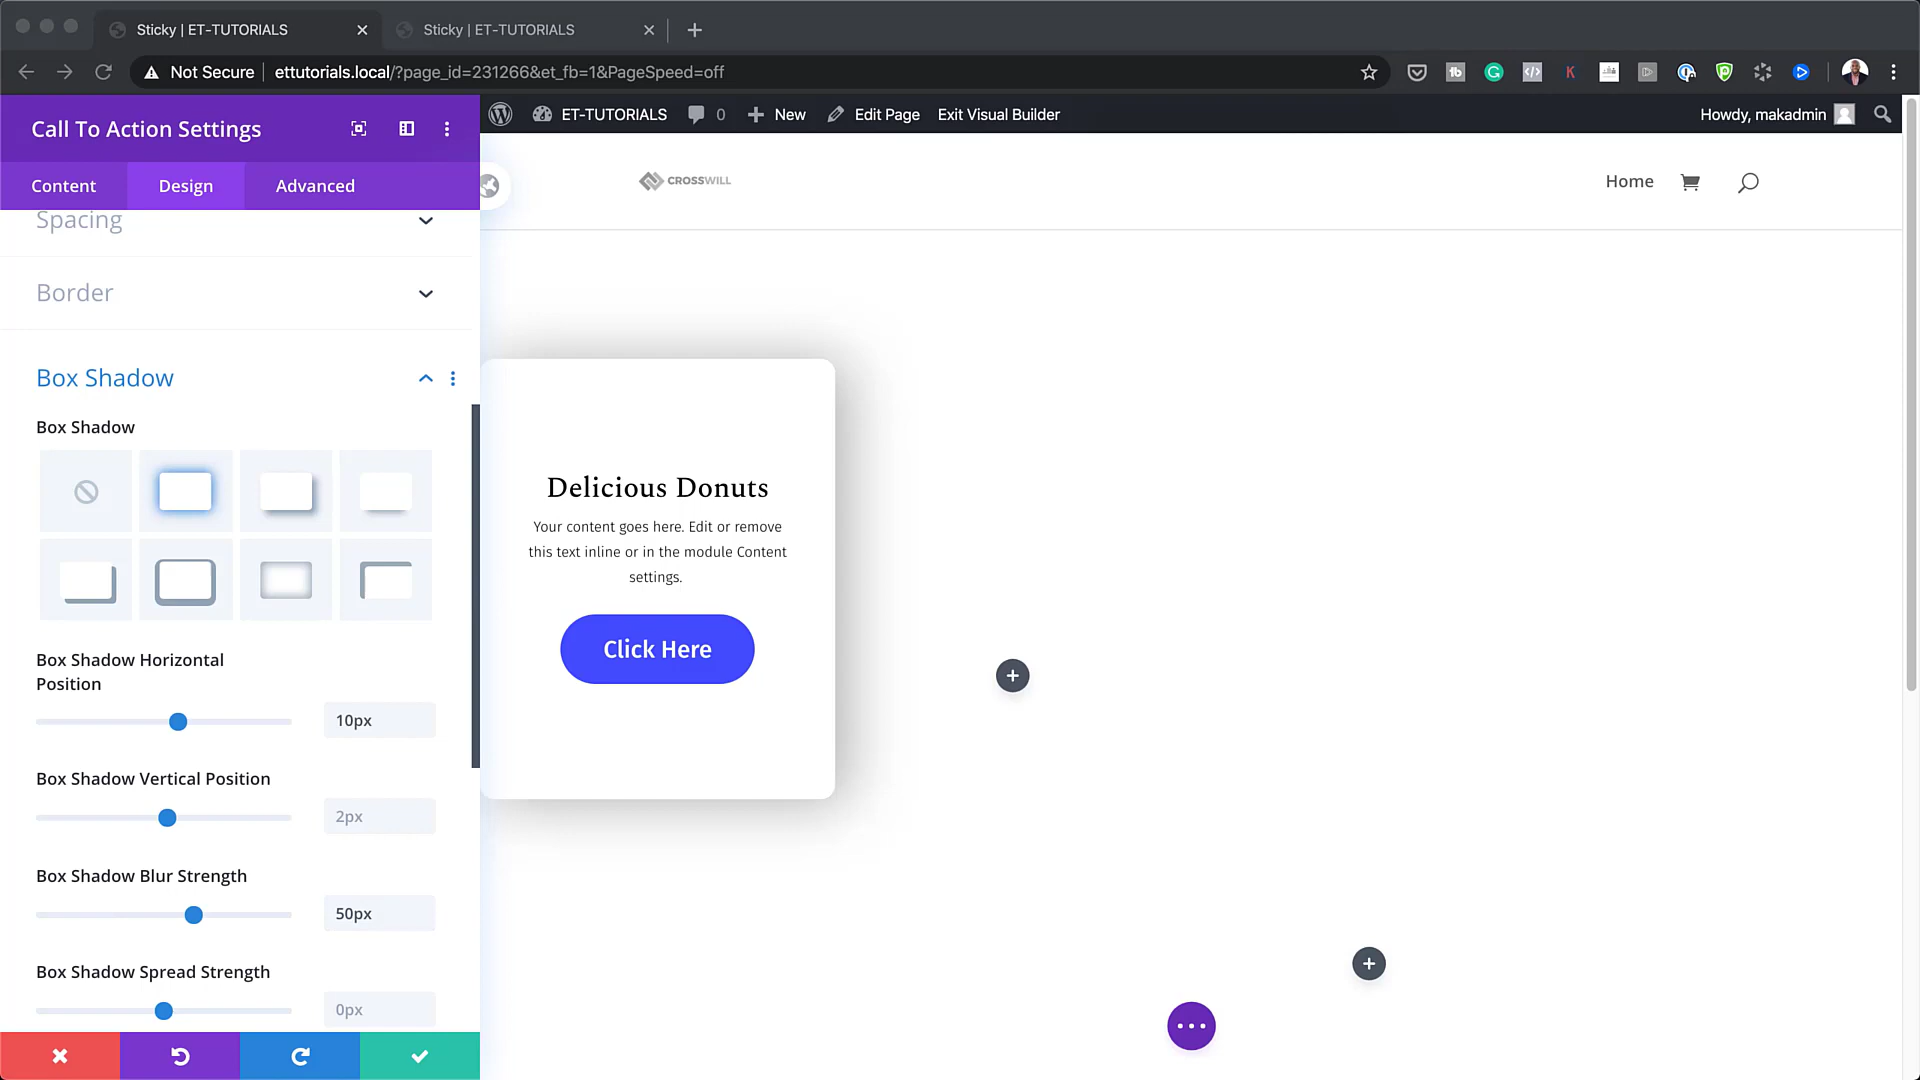 Sticky | ET-TUTORIALS
Sticky | ET-TUTORIALS
Not Secure
ettutorials.local/?page_id=231266&et_fb=1&PageSpeed=off
Call To Action Settings
ET-TUTORIALS
0
New
Edit Page
Exit Visual Builder
Howdy, makadmin
Content
Design
Advanced
CROSSWILL
Home
Spacing
Border
Box Shadow
Box Shadow
Box Shadow Horizontal
Position
10px
Box Shadow Vertical Position
2px
Box Shadow Blur Strength
50px
Box Shadow Spread Strength
0px
Delicious Donuts
Your content goes here. Edit or remove
this text inline or in the module Content
settings.
Click Here